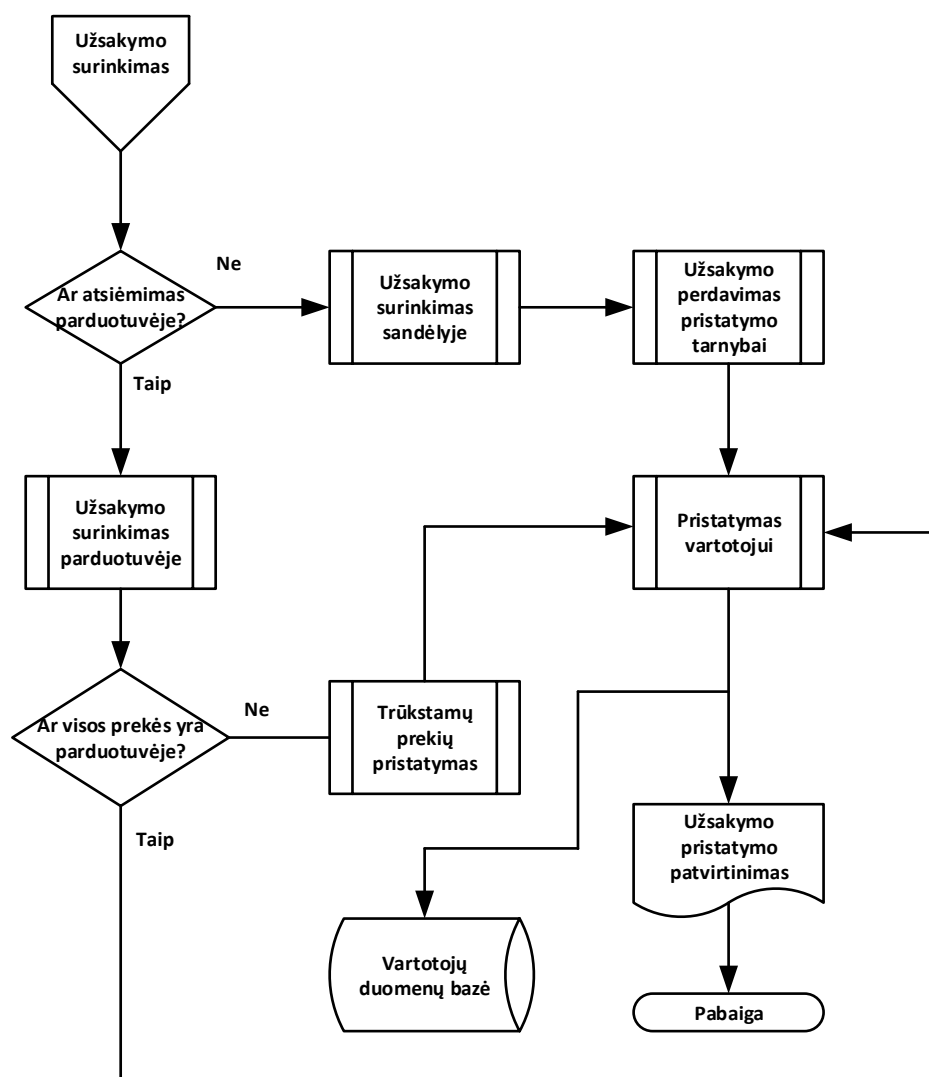 Užsakymo
surinkimas
Ar atsiėmimas
parduotuvėje?
Ne
Užsakymo
surinkimas
sandėlyje
Užsakymo
perdavimas
pristatymo
tarnybai
Taip
Užsakymo
surinkimas
parduotuvėje
Pristatymas
vartotojui
Ar visos prekės yra
parduotuvėje?
Ne
Trūkstamų
prekių
pristatymas
Taip
Užsakymo
pristatymo
patvirtinimas
Vartotojų
duomenų bazė
Pabaiga